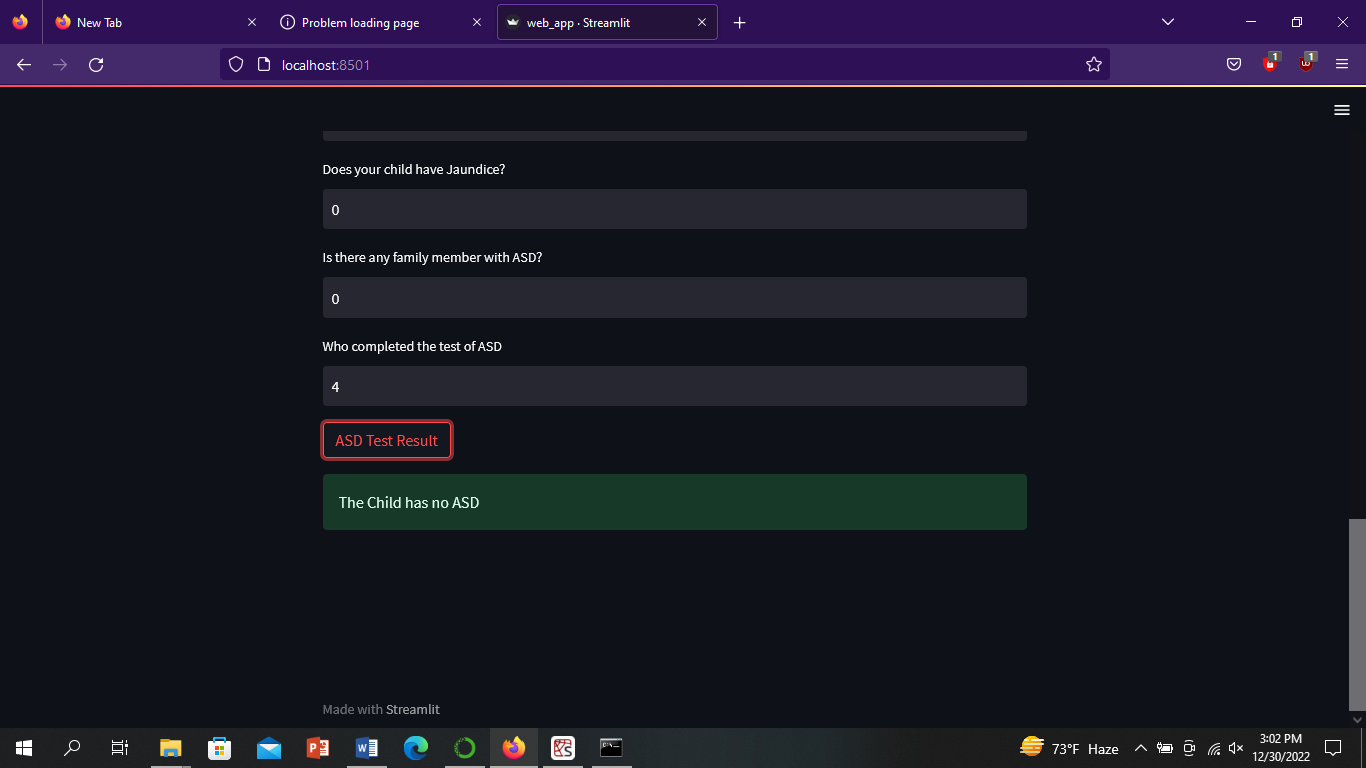 New Tab
Problem loading page
web_app · Streamlit
localhost:8501
1
1
Does your child have Jaundice?
0
Is there any family member with ASD?
0
Who completed the test of ASD
4
ASD Test Result
The Child has no ASD
Made with Streamlit
73°F Haze
3:02 PM
12/30/2022